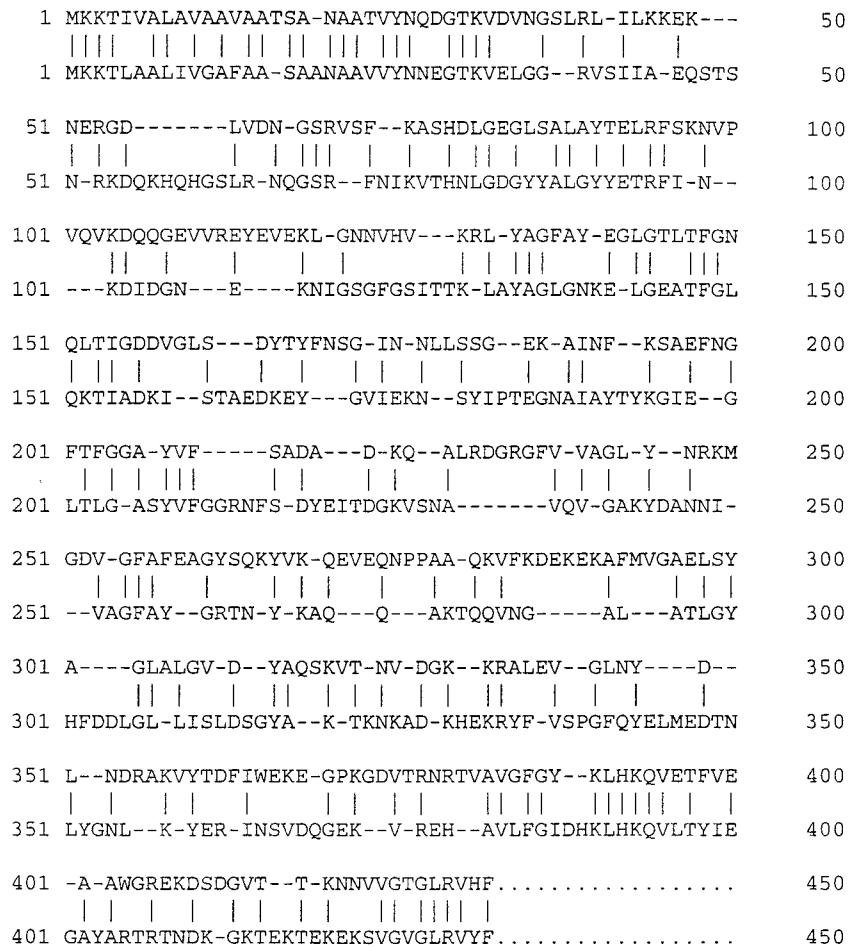 1 MKKTIVALAVAAVAATSA-NAATVYNQDGTKVDVNGSLRL-ILKKEK--- 50
1 MKKTLAALIVGAFAA-SAANAAVVYNNEGTKVELGG--RVSIIA-EQSTS 50
51 NERGD-------LVDN-GSRVSF--KASHDLGEGLSALAYTELRFSKNVP 100
51 N-RKDQKHQHGSLR-NQGSR--FNIKVTHNLGDGYYALGYYETRFI-N-- 100
101 VQVKDQQGEVVREYEVEKL-GNNVHV---KRL-YAGFAY-EGLGTLTFGN 150
101 ---KDIDGN---E----KNIGSGFGSITTK-LAYAGLGNKE-LGEATFGL 150
151 QLTIGDDVGLS---DYTYFNSG-IN-NLLSSG--EK-AINF--KSAEFNG 200
151 QKTIADKI--STAEDKEY---GVIEKN--SYIPTEGNAIAYTYKGIE--G 200
201 FTFGGA-YVF-----SADA---D-KQ--ALRDGRGFV-VAGL-Y--NRKM 250
201 LTLG-ASYVFGGRNFS-DYEITDGKVSNA-------VQV-GAKYDANNI- 250
251 GDV-GFAFEAGYSQKYVK-QEVEQNPPAA-QKVFKDEKEKAFMVGAELSY 300
251 --VAGFAY--GRTN-Y-KAQ---Q---AKTQQVNG-----AL---ATLGY 300
301 A----GLALGV-D--YAQSKVT-NV-DGK--KRALEV--GLNY----D-- 350
301 HFDDLGL-LISLDSGYA--K-TKNKAD-KHEKRYF-VSPGFQYELMEDTN 350
351 L--NDRAKVYTDFIWEKE-GPKGDVTRNRTVAVGFGY--KLHKQVETFVE 400
351 LYGNL--K-YER-INSVDQGEK--V-REH--AVLFGIDHKLHKQVLTYIE 400
401 -A-AWGREKDSDGVT--T-KNNVVGTGLRVHF.................. 450
401 GAYARTRTNDK-GKTEKTEKEKSVGVGLRVYF.................. 450